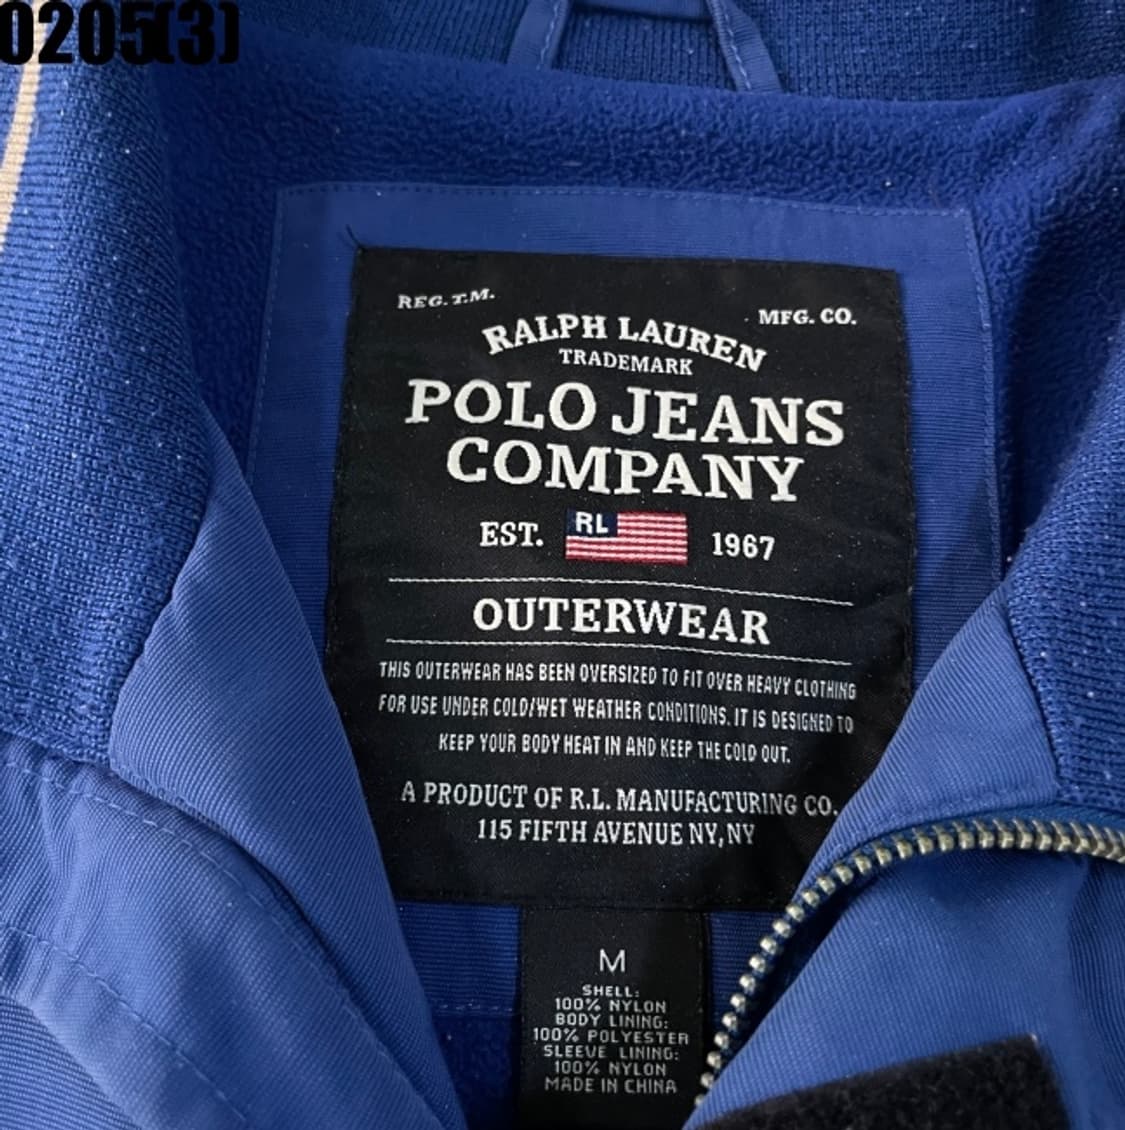 0205(3)
REG. T.M.
MFG. CO.
RALPH LAUREN
TRADEMARK
POLO JEANS
COMPANY
EST. RL 1967
OUTERWEAR
THIS OUTERWEAR HAS BEEN OVERSIZED TO FIT OVER HEAVY CLOTHING
FOR USE UNDER COLD/WET WEATHER CONDITIONS. IT IS DESIGNED TO
KEEP YOUR BODY HEAT IN AND KEEP THE COLD OUT.
A PRODUCT OF R.L. MANUFACTURING CO.
115 FIFTH AVENUE NY, NY
M
SHELL:
100% NYLON
BODY LINING:
100% POLYESTER
SLEEVE LINING:
100% NYLON
MADE IN CHINA